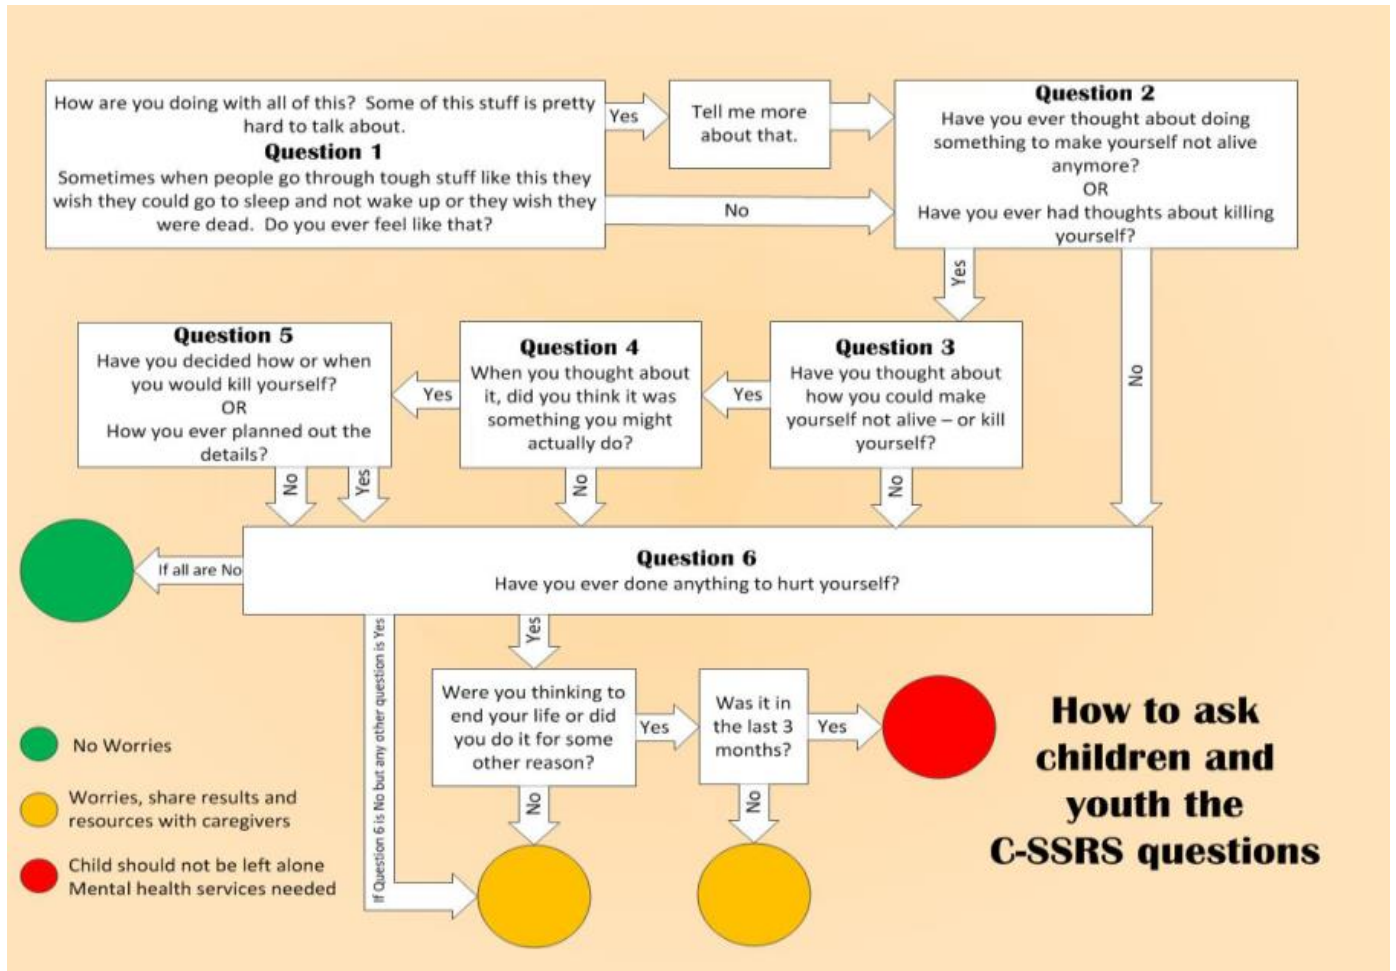 How are you doing with all of this?  Some of this stuff is pretty
hard to talk about.
Question 1
Sometimes when people go through tough stuff like this they
wish they could go to sleep and not wake up or they wish they
were dead.  Do you ever feel like that?
Yes
Tell me more
about that.
No
Question 2
Have you ever thought about doing
something to make yourself not alive
anymore?
OR
Have you ever had thoughts about killing
yourself?
Yes
No
Question 3
Have you thought about
how you could make
yourself not alive – or kill
yourself?
Yes
No
Question 4
When you thought about
it, did you think it was
something you might
actually do?
Yes
No
Question 5
Have you decided how or when
you would kill yourself?
OR
How you ever planned out the
details?
No
Yes
Question 6
Have you ever done anything to hurt yourself?
If all are No
If Question 6 is No but any other question is Yes
Yes
Were you thinking to
end your life or did
you do it for some
other reason?
Yes
No
Was it in
the last 3
months?
Yes
No
No Worries
Worries, share results and
resources with caregivers
Child should not be left alone
Mental health services needed
How to ask
children and
youth the
C-SSRS questions